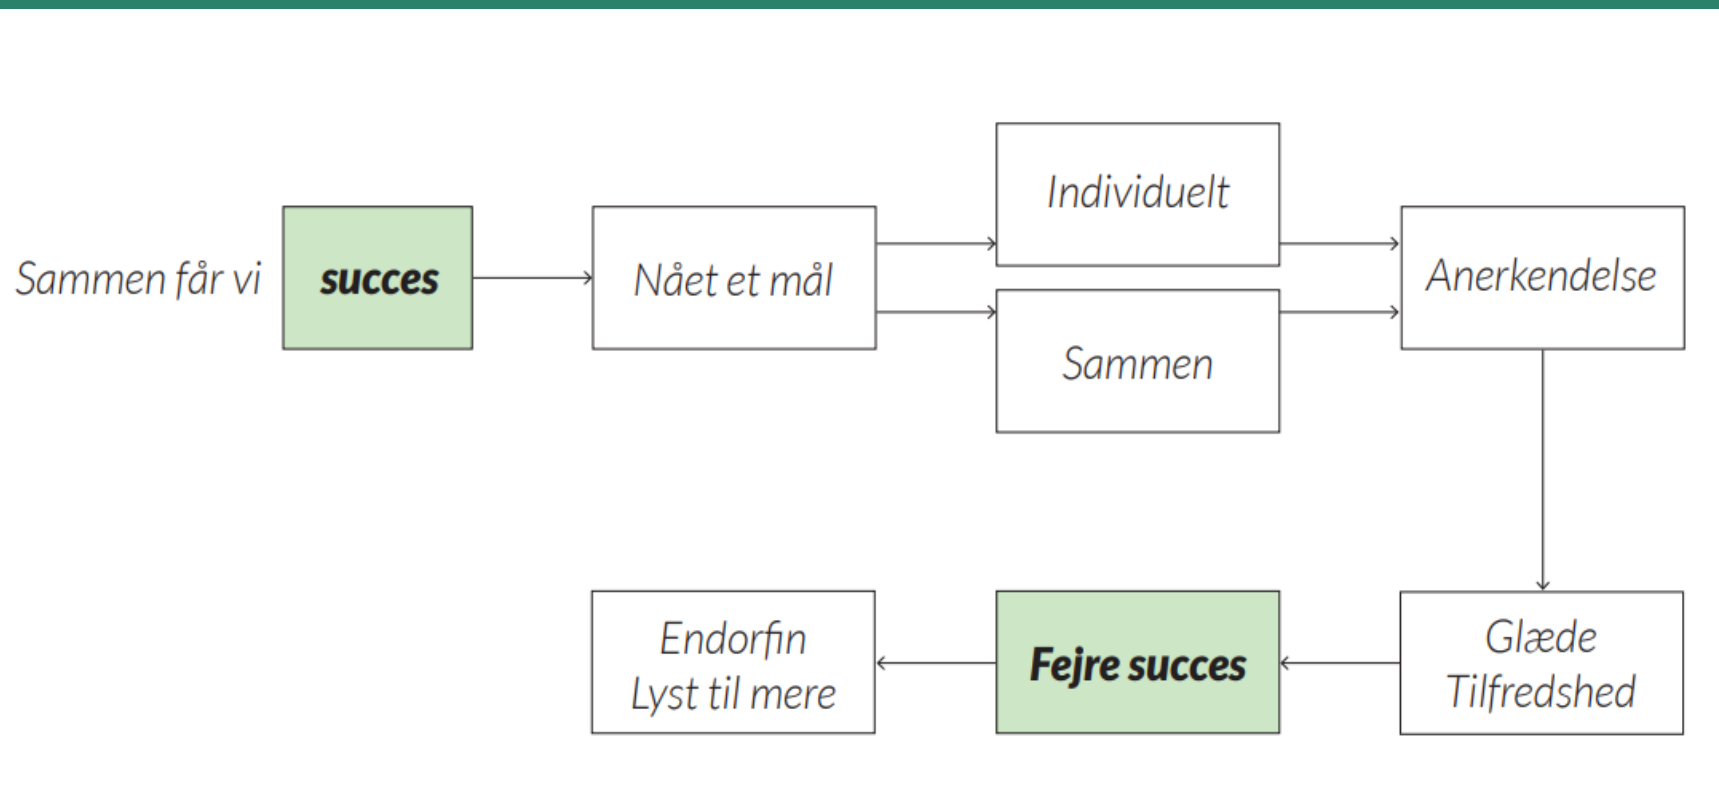 Sammen får vi
succes
Nået et mål
Individuelt
Sammen
Anerkendelse
Glæde
Tilfredshed
Fejre succes
Endorfin
Lyst til mere